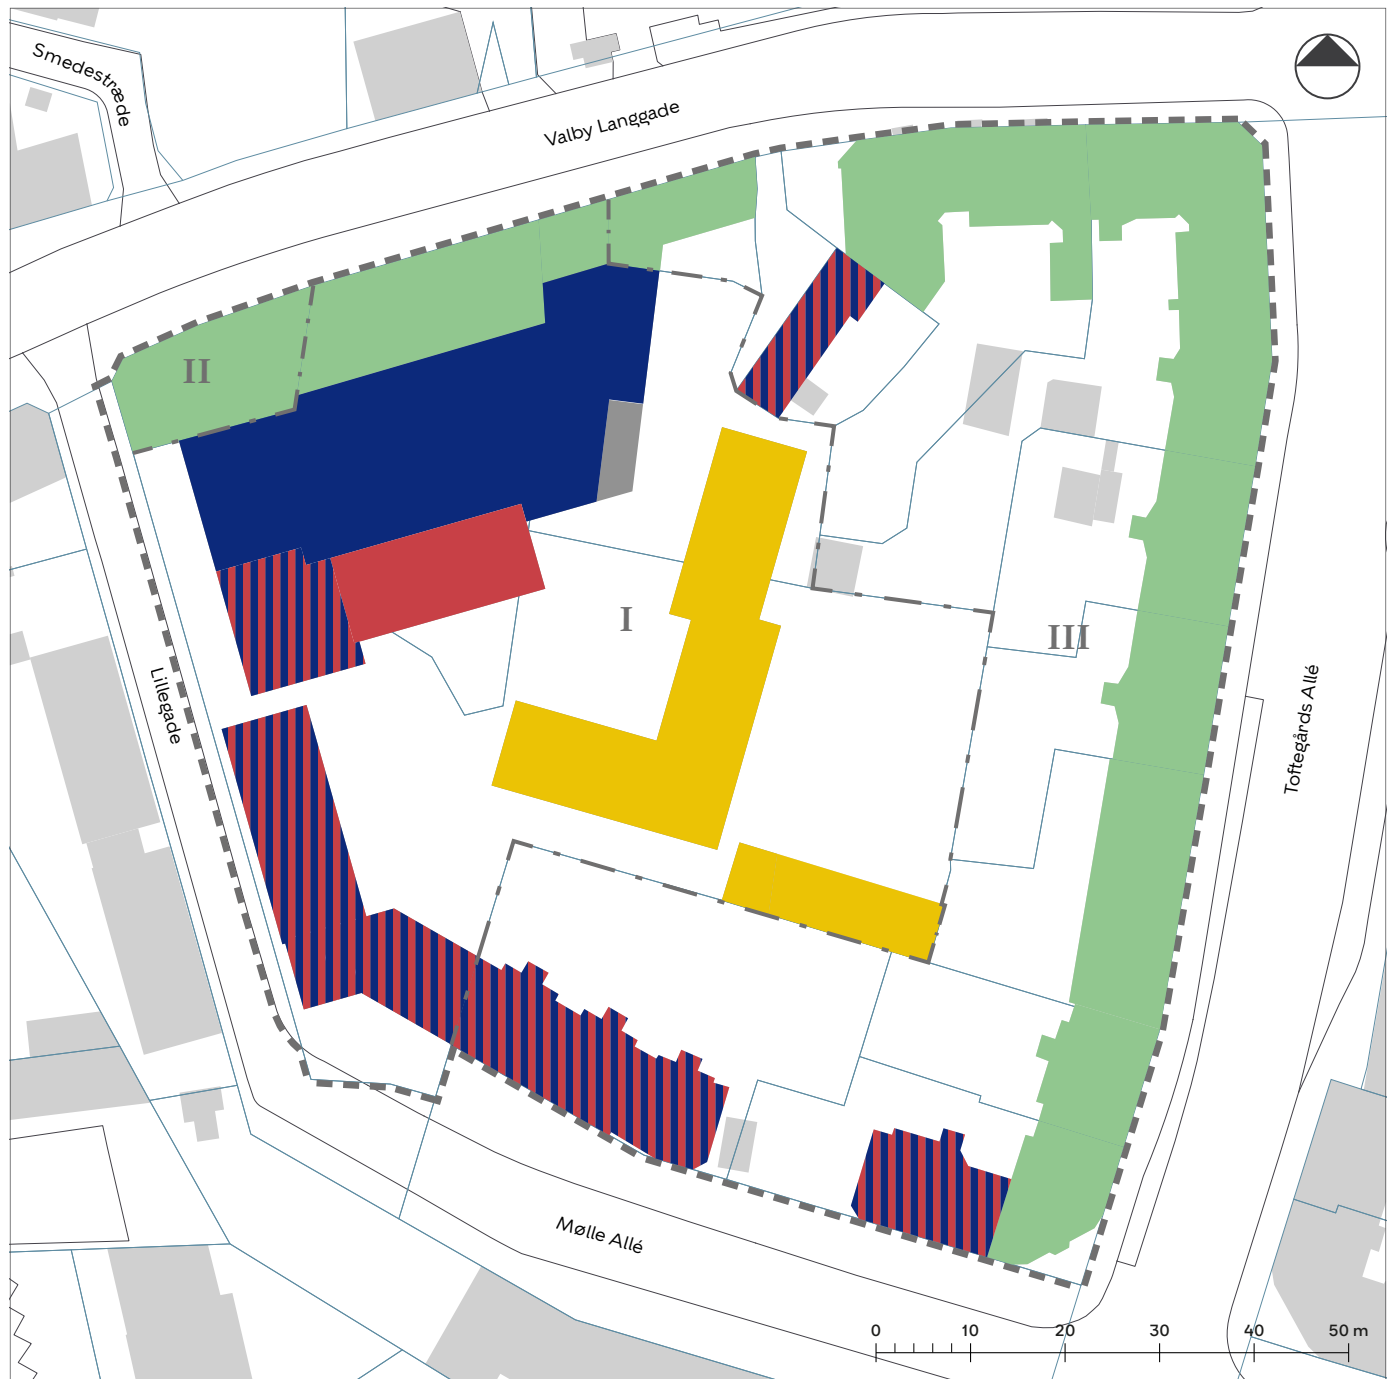 Smedestræde
Valby Langgade
II
I
III
Lillegade
Toftegårds Allé
Mølle Allé
0 10 20 30 40 50 m